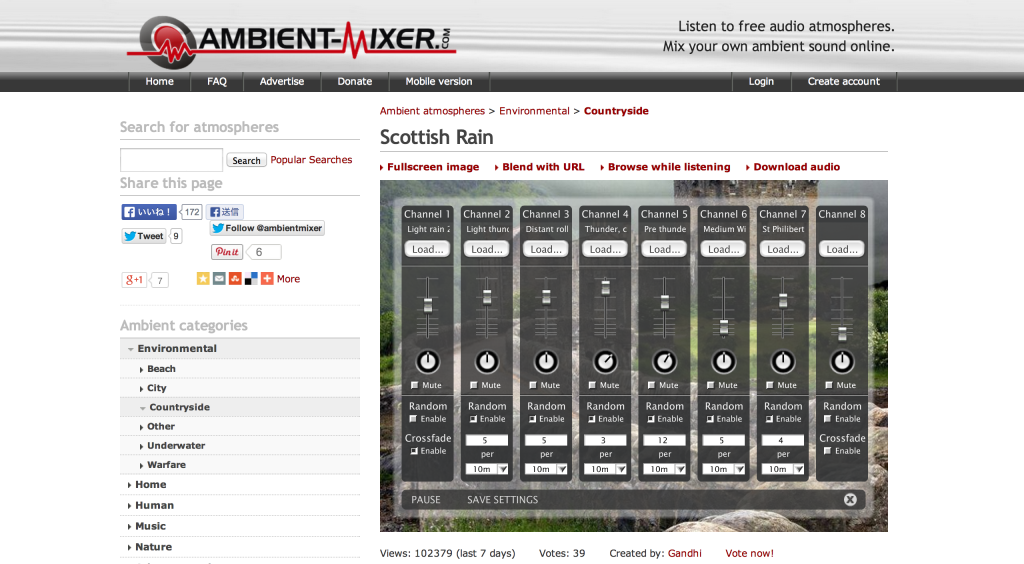 AMBIENT-MIXER.COM
Listen to free audio atmospheres.
Mix your own ambient sound online.
Home FAQ Advertise Donate Mobile version Login Create account
Search for atmospheres
Search Popular Searches
Share this page
いいね！ 172 送信
Tweet 9 Follow @ambientmixer
Pinit 6
g+1 7 More
Ambient categories
Environmental
Beach
City
Countryside
Other
Underwater
Warfare
Home
Human
Music
Nature
Ambient atmospheres > Environmental > Countryside
Scottish Rain
Fullscreen image Blend with URL Browse while listening Download audio
Channel 1 Channel 2 Channel 3 Channel 4 Channel 5 Channel 6 Channel 7 Channel 8
Light rain Light thund Distant roll Thunder, c Pre thunde Medium Wi St Philibert
Load... Load... Load... Load... Load... Load... Load... Load...
Mute Mute Mute Mute Mute Mute Mute Mute
Random Random Random Random Random Random Random Random
Enable Enable Enable Enable Enable Enable Enable Enable
Crossfade 5 5 3 12 5 4 Crossfade
Enable per per per per per per Enable
10m 10m 10m 10m 10m 10m
PAUSE SAVE SETTINGS
Views: 102379 (last 7 days) Votes: 39 Created by: Gandhi Vote now!